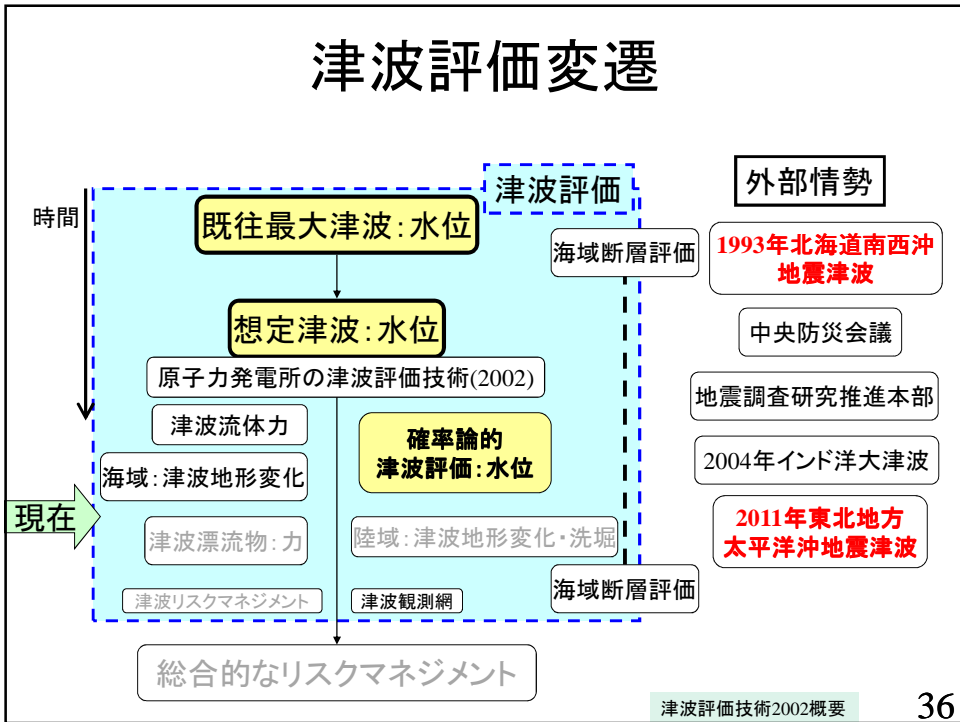 津波評価変遷
時間
津波評価
外部情勢
既往最大津波：水位
海域断層評価
1993年北海道南西沖
地震津波
想定津波：水位
中央防災会議
原子力発電所の津波評価技術(2002)
地震調査研究推進本部
津波流体力
確率論的
津波評価：水位
海域：津波地形変化
2004年インド洋大津波
現在
津波漂流物：力
陸域：津波地形変化・洗堀
2011年東北地方
太平洋沖地震津波
津波リスクマネジメント
津波観測網
海域断層評価
総合的なリスクマネジメント
津波評価技術2002概要
36